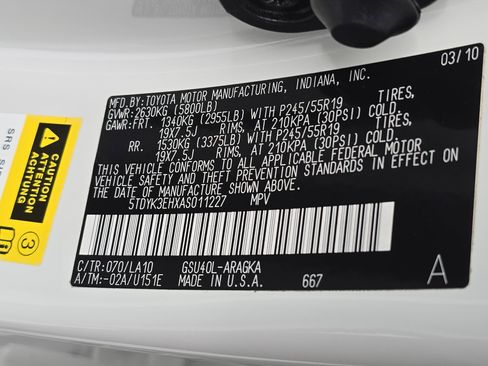 03/10
MFD.BY:TOYOTA MOTOR MANUFACTURING, INDIANA, INC.
GVWR:2630KG (5800LB)
GAWR:FRT. 1340KG (2955LB) WITH P245/55R19 TIRES,
19X7.5J RIMS, AT 210KPA (30PSI) COLD.
RR. 1530KG (3375LB) WITH P245/55R19 TIRES,
19X7.5J RIMS, AT 210KPA (30PSI) COLD.
THIS VEHICLE CONFORMS TO ALL APPLICABLE FEDERAL MOTOR
VEHICLE SAFETY AND THEFT PREVENTION STANDARDS IN EFFECT ON
THE DATE OF MANUFACTURE SHOWN ABOVE.
5TDYK3EHXAS011227 MPV
C/TR:070/LA10 GSU40L-ARAGKA
A/TM:-02A/U151E MADE IN U.S.A. 667
A
CAUTION
ATTENTION
ACHTUNG
3
SRS